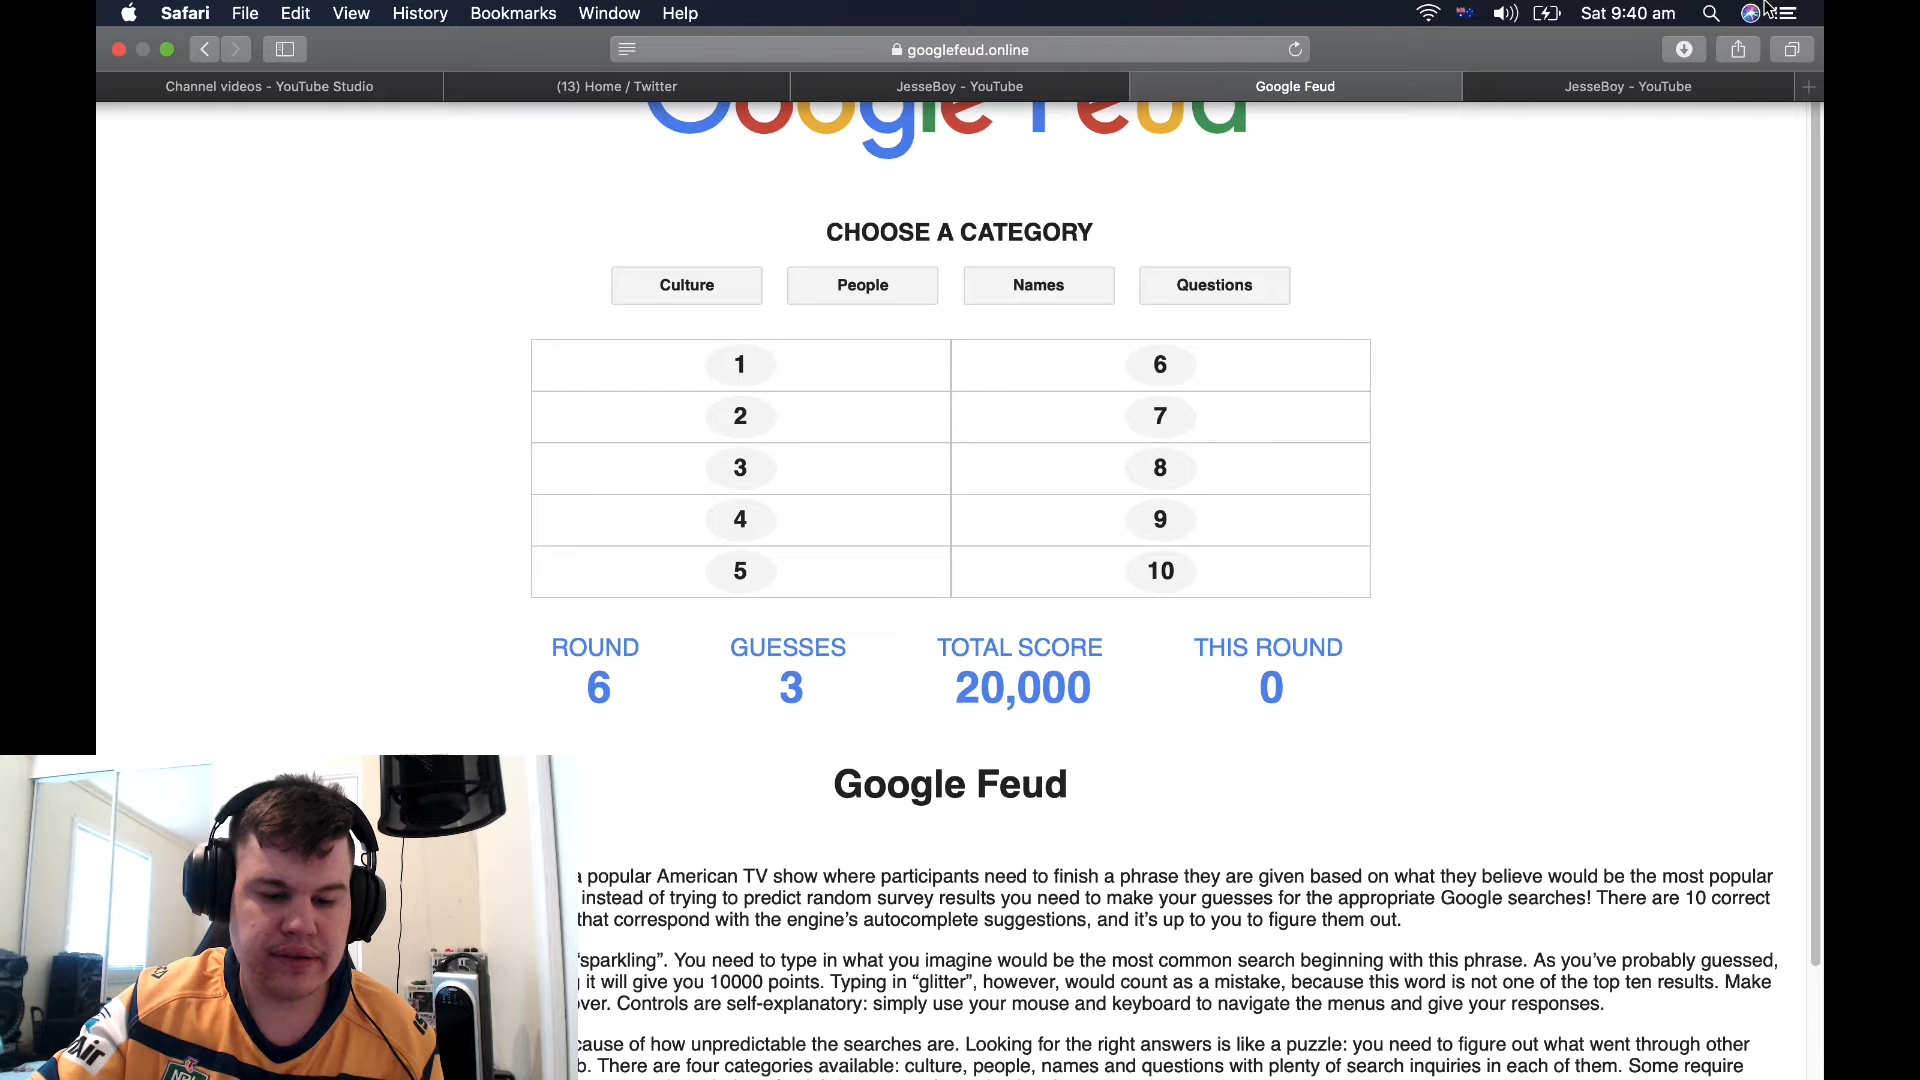 Safari File Edit View History Bookmarks Window Help Sat 9:40 am
googlefeud.online
Channel videos - YouTube Studio (13) Home / Twitter JesseBoy - YouTube Google Feud JesseBoy - YouTube
Google Feud
CHOOSE A CATEGORY
Culture People Names Questions
1 6
2 7
3 8
4 9
5 10
ROUND GUESSES TOTAL SCORE THIS ROUND
6 3 20,000 0
Google Feud
a popular American TV show where participants need to finish a phrase they are given based on what they believe would be the most popular
instead of trying to predict random survey results you need to make your guesses for the appropriate Google searches! There are 10 correct
that correspond with the engine's autocomplete suggestions, and it's up to you to figure them out.
“sparkling”. You need to type in what you imagine would be the most common search beginning with this phrase. As you've probably guessed,
it will give you 10000 points. Typing in “glitter”, however, would count as a mistake, because this word is not one of the top ten results. Make
over. Controls are self-explanatory: simply use your mouse and keyboard to navigate the menus and give your responses.
cause of how unpredictable the searches are. Looking for the right answers is like a puzzle: you need to figure out what went through other
b. There are four categories available: culture, people, names and questions with plenty of search inquiries in each of them. Some require
Air
NRL